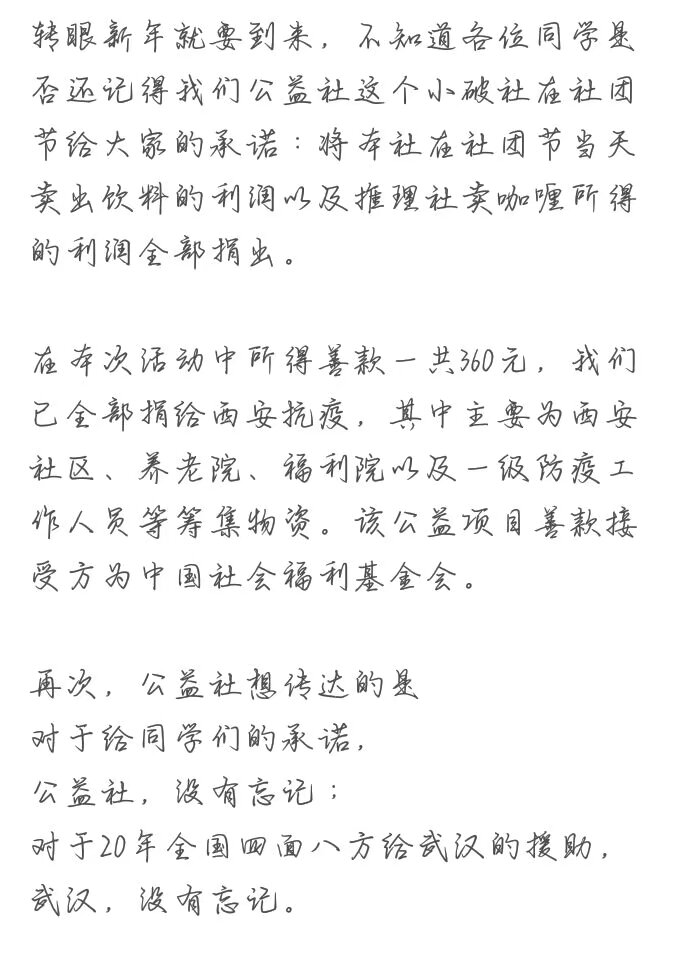 转眼新年就要到来，不知道各位同学是
否还记得我们公益社这个小破社在社团
节给大家的承诺：将本社在社团节当天
卖出饮料的利润以及推理社卖咖喱所得
的利润全部捐出。
在本次活动中所得善款一共360元，我们
已全部捐给西安抗疫，其中主要为西安
社区、养老院、福利院以及一级防疫工
作人员等筹集物资。该公益项目善款接
受方为中国社会福利基金会。
再次，公益社想传达的是
对于给同学们的承诺，
公益社，没有忘记；
对于20年全国四面八方给武汉的援助，
武汉，没有忘记。